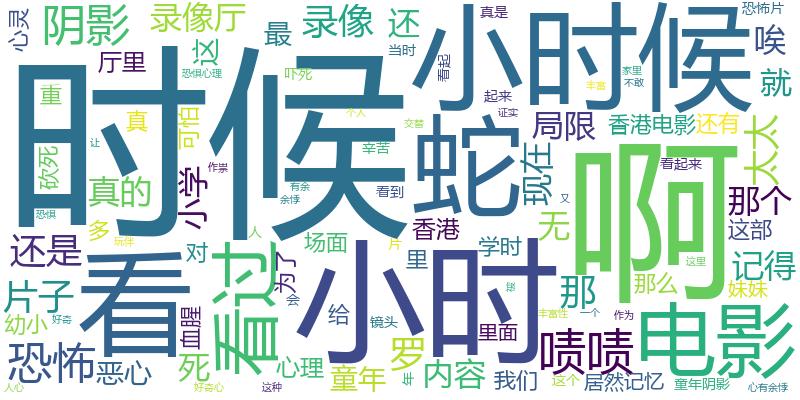 心灵
阴影
录像厅
这
最
录像
还
真是
恐怖片
唉
当时
看起
小时候
就
厅里
恐惧心理
吓死
家里
不敢
丰富
时候
重
真
可怕
个人
交替
起来
证实
局限
香港电影
还有
太太
让
蛇
啊
砍死
辛苦
现在
看起来
作祟
真的
小学
有余
余悸
看到
又
那个
恐惧
多
玩伴
人
场面
香港
片
学时
无
这部
还是
对
看过
为了
里
这里
看
小时
那
那么
记得
妹妹
片子
会
给
镜头
丰富性
一个
作为
幼小
好奇
血腥
里面
啧啧
电影
恐怖
恶心
死
心理
童年
罗
年
内容
我们
这个
居然记忆
童年阴影
心有余悸
人心
好奇心
这种